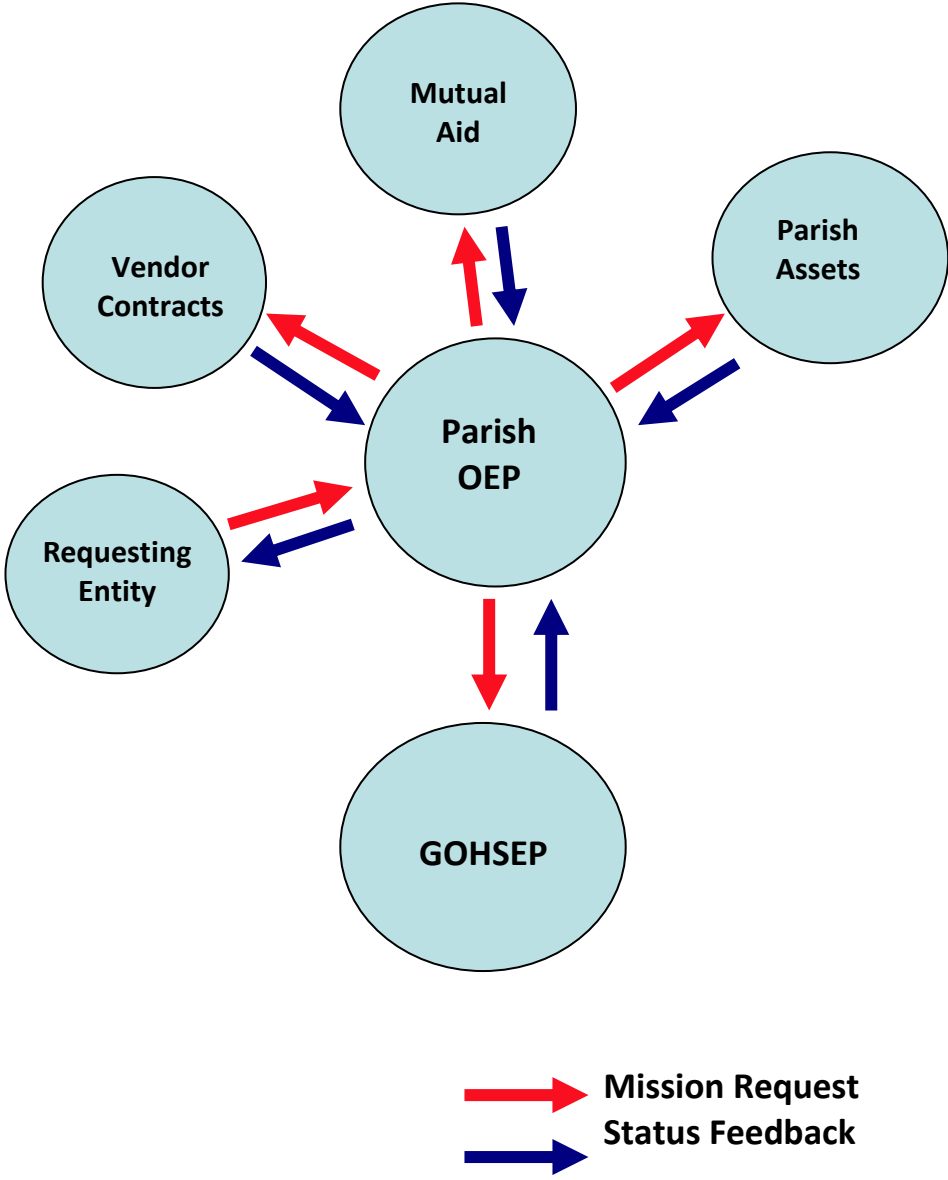 Mutual
Aid
Parish
Assets
Vendor
Contracts
Parish
OEP
Requesting
Entity
GOHSEP
Mission Request
Status Feedback